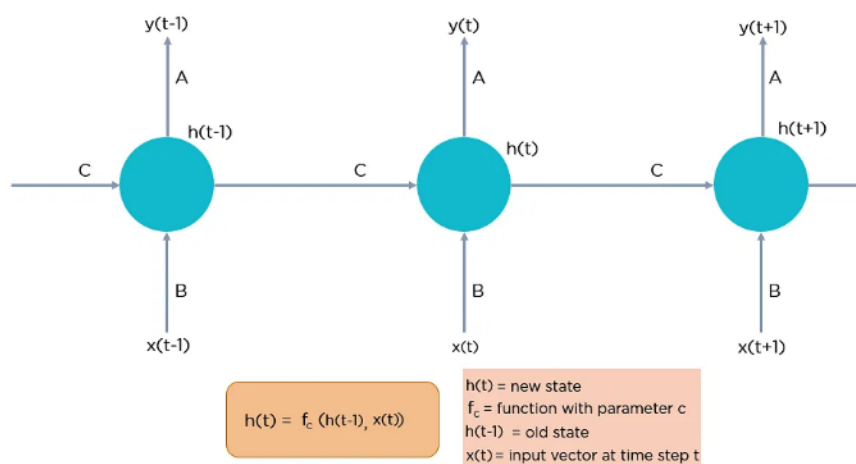 y(t-1) y(t) y(t+1)
A A A
h(t-1) h(t) h(t+1)
C C C
B B B
x(t-1) x(t) x(t+1)
h(t) = fc (h(t-1), x(t))
h(t) = new state
fc = function with parameter c
h(t-1) = old state
x(t) = input vector at time step t